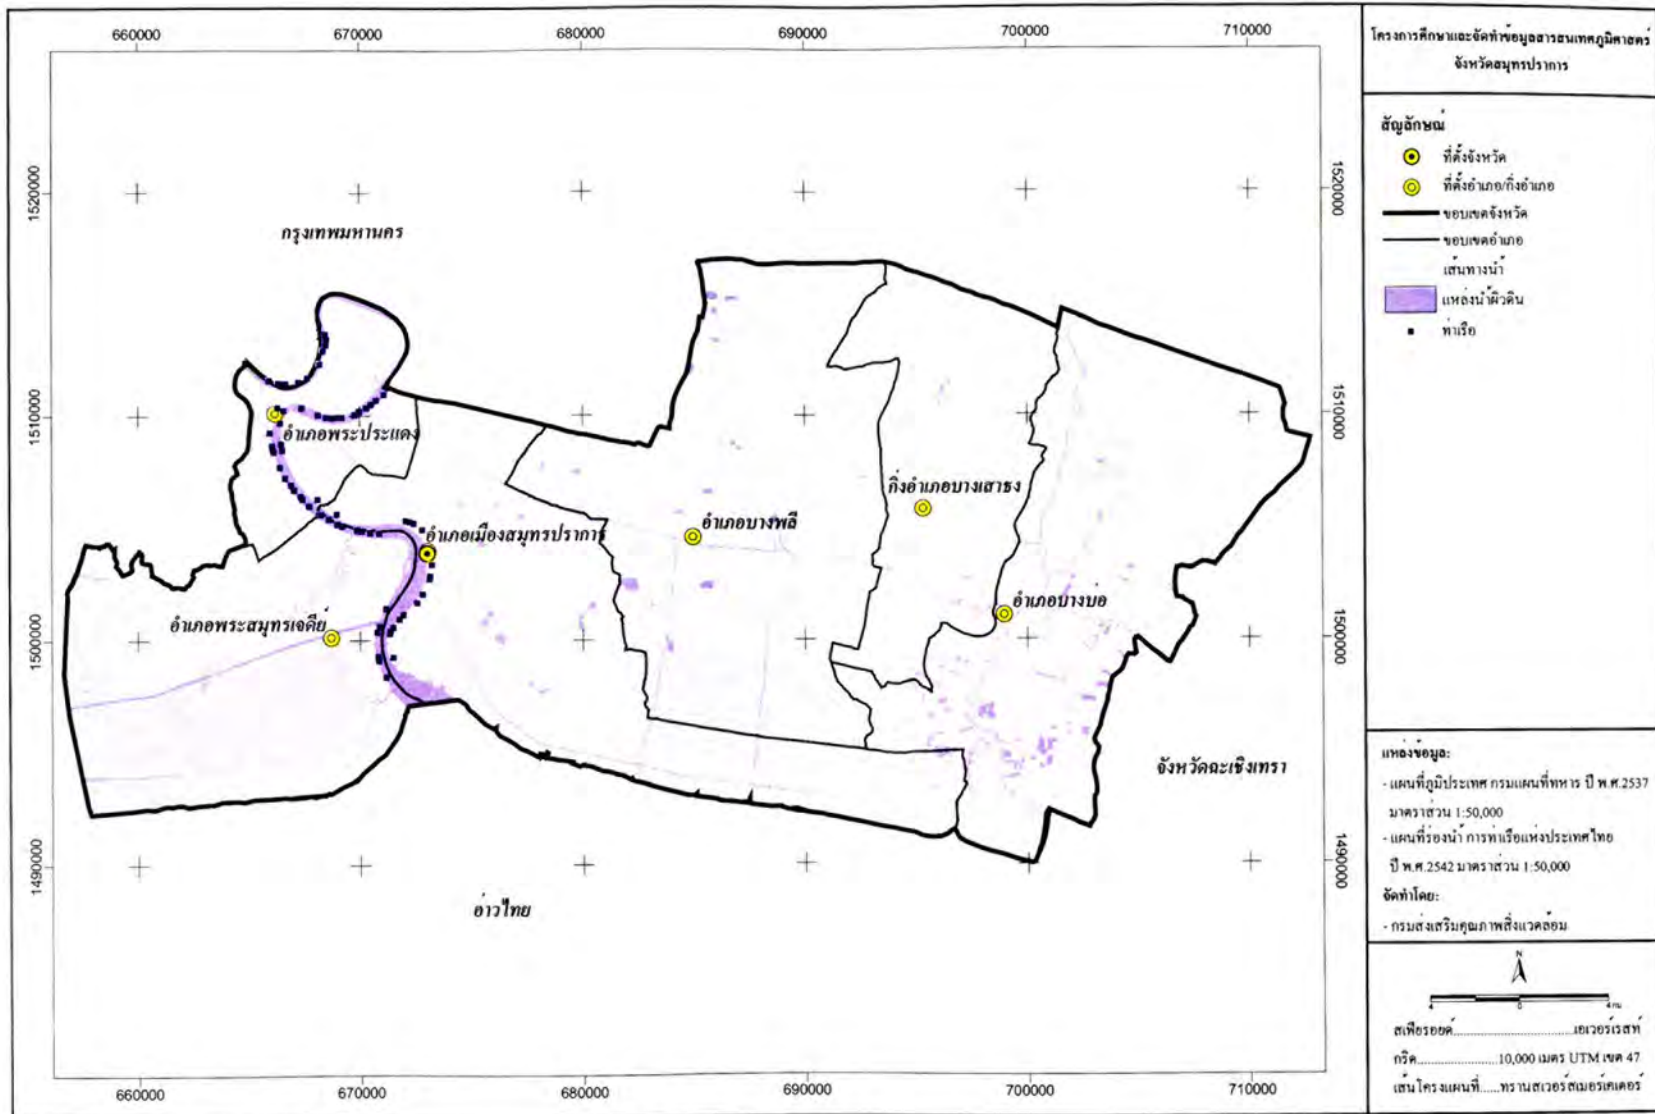 660000
670000
680000
690000
700000
710000
1520000
1510000
1500000
1490000
1520000
1510000
1500000
1490000
กรุงเทพมหานคร
อำเภอพระประแดง
กิ่งอำเภอบางเสาธง
อำเภอบางพลี
อำเภอเมืองสมุทรปราการ
อำเภอบางบ่อ
อำเภอพระสมุทรเจดีย์
จังหวัดฉะเชิงเทรา
อ่าวไทย
660000
670000
680000
690000
700000
710000
โครงการศึกษาและจัดทำข้อมูลสารสนเทศภูมิศาสตร์
จังหวัดสมุทรปราการ
สัญลักษณ์
ที่ตั้งจังหวัด
ที่ตั้งอำเภอ/กิ่งอำเภอ
ขอบเขตจังหวัด
ขอบเขตอำเภอ
เส้นทางน้ำ
แหล่งน้ำผิวดิน
ท่าเรือ
แหล่งข้อมูล:
- แผนที่ภูมิประเทศ กรมแผนที่ทหาร ปี พ.ศ.2537
มาตราส่วน 1:50,000
- แผนที่ร่องน้ำ การท่าเรือแห่งประเทศไทย
ปี พ.ศ.2542 มาตราส่วน 1:50,000
จัดทำโดย:
- กรมส่งเสริมคุณภาพสิ่งแวดล้อม
N
4 0 4 กม
สเฟียรอยด์....................เอเวอร์เรสท์
กริด....................10,000 เมตร UTM เขต 47
เส้นโครงแผนที่.....ทรานสเวอร์สเมอร์เคเตอร์